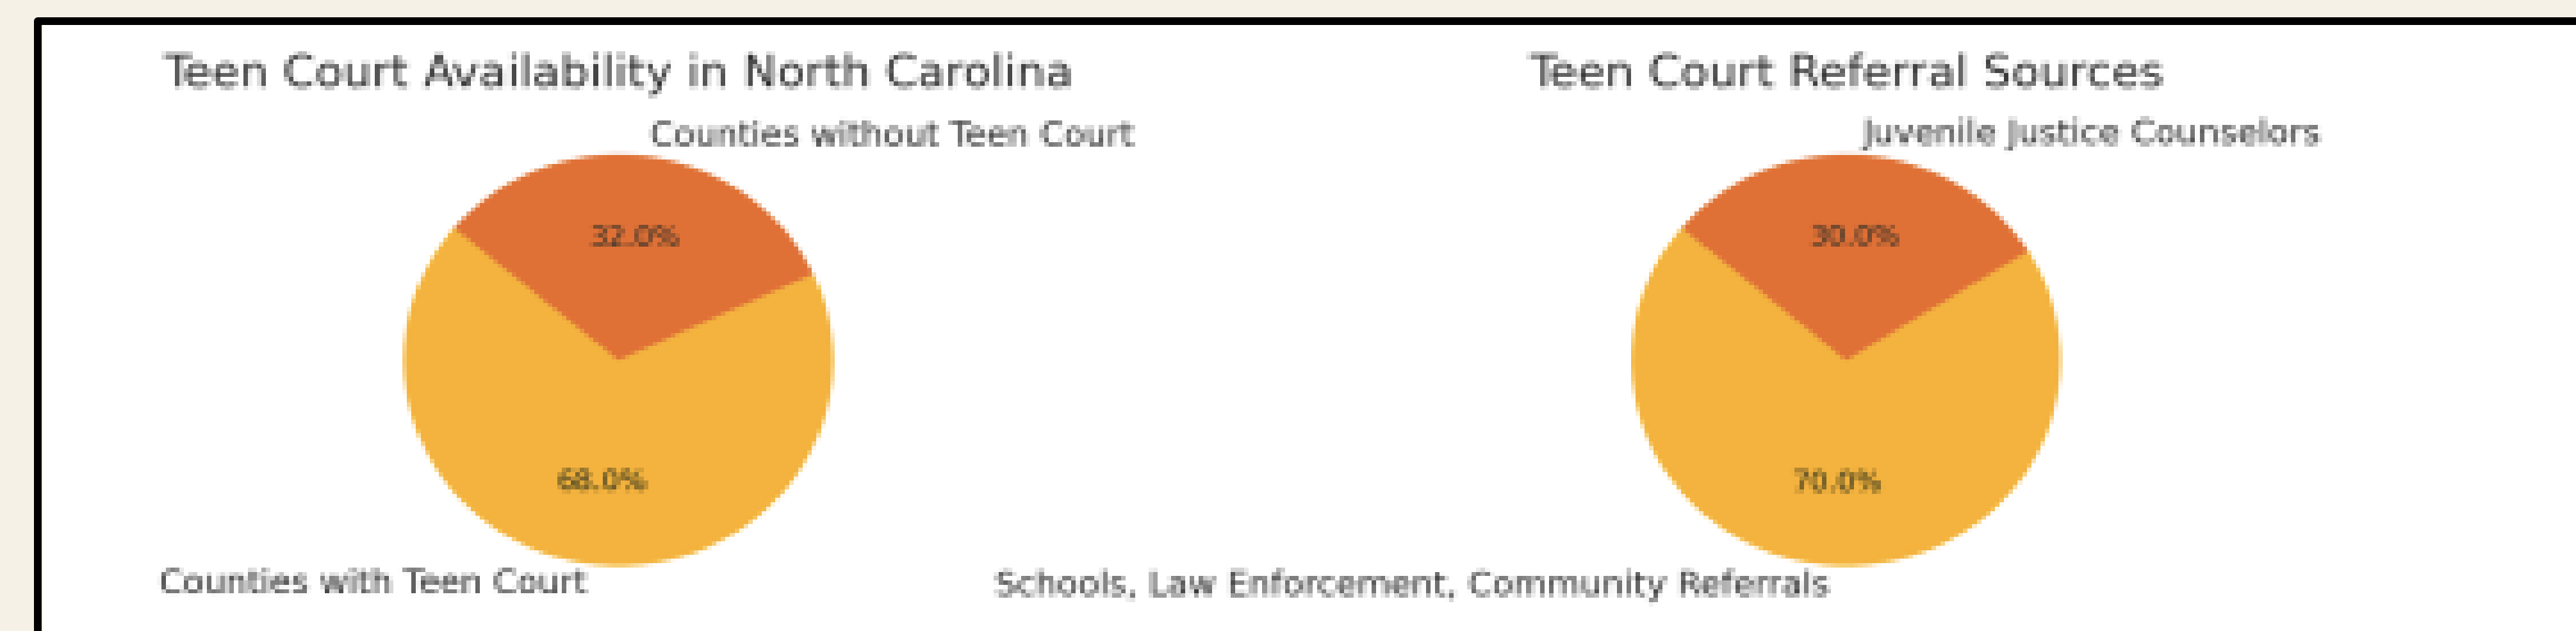 Teen Court Availability in North Carolina
Counties without Teen Court
32.0%
68.0%
Counties with Teen Court
Teen Court Referral Sources
Juvenile Justice Counselors
30.0%
70.0%
Schools, Law Enforcement, Community Referrals